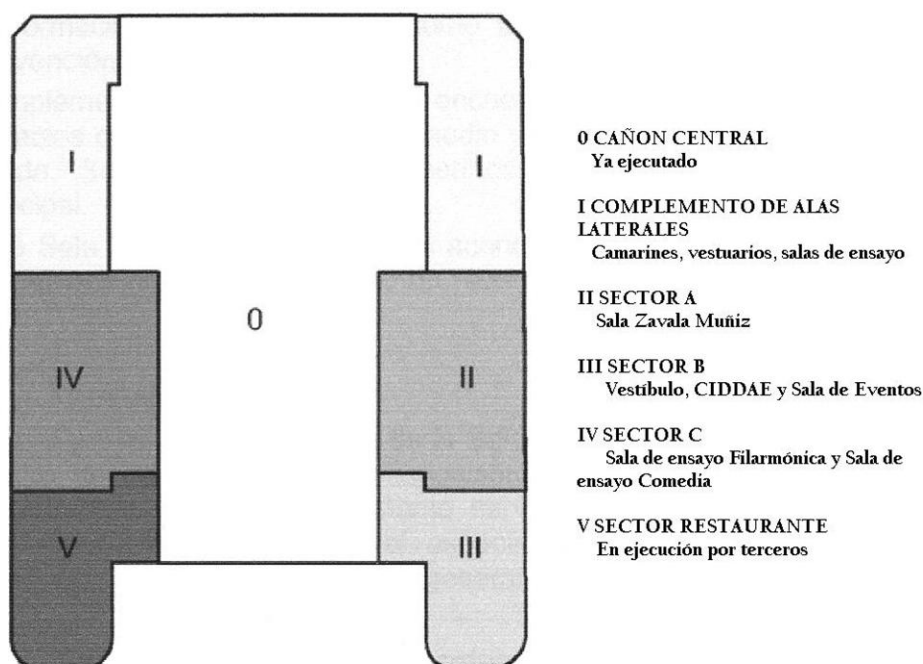 I
I
0
IV
II
V
III
0 CAÑON CENTRAL
Ya ejecutado
I COMPLEMENTO DE ALAS
LATERALES
Camarines, vestuarios, salas de ensayo
II SECTOR A
Sala Zavala Muñiz
III SECTOR B
Vestíbulo, CIDDAE y Sala de Eventos
IV SECTOR C
Sala de ensayo Filarmónica y Sala de
ensayo Comedia
V SECTOR RESTAURANTE
En ejecución por terceros